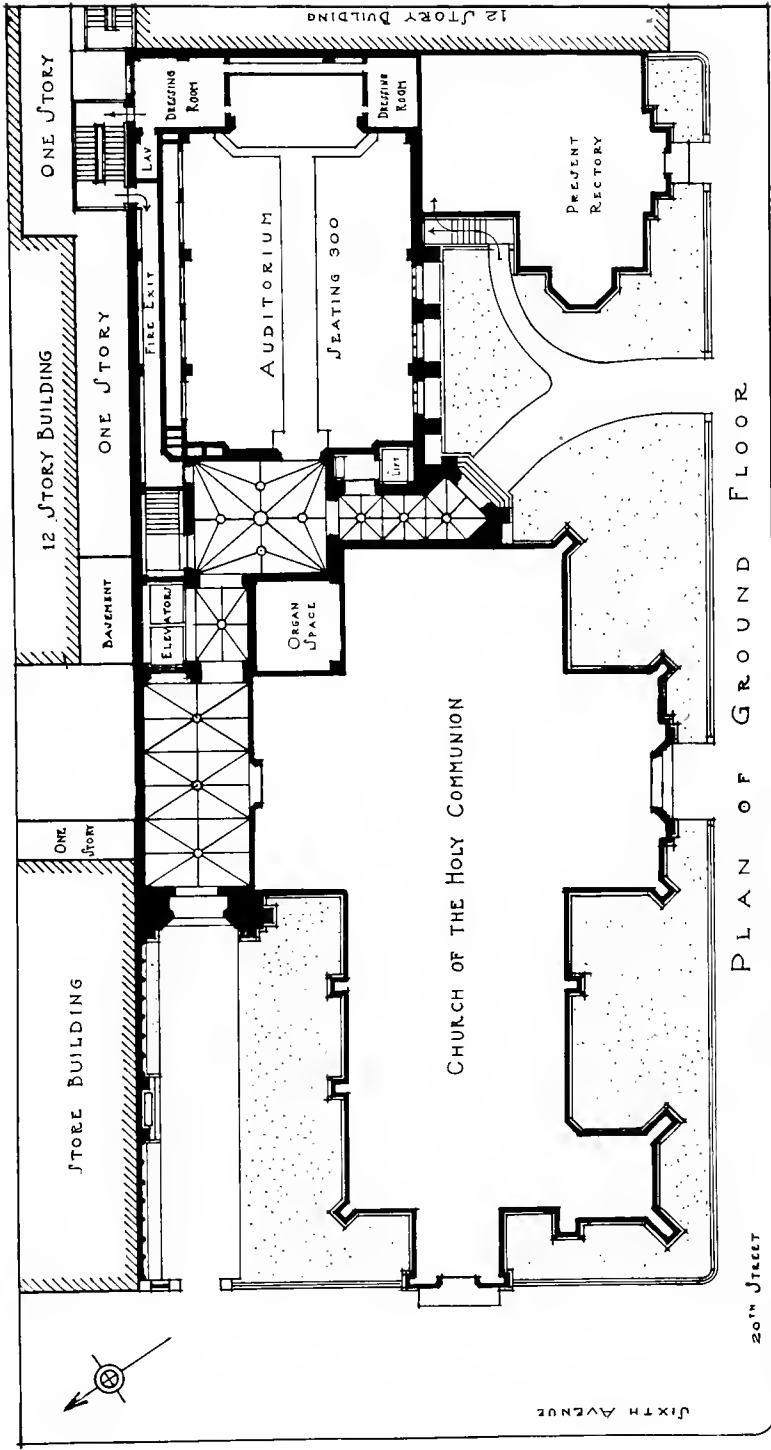 12 STORY BUILDING
ONE STORY
12 STORY BUILDING
ONE STORY
BASEMENT
ONE
STORY
STORE BUILDING
DRESSING
ROOM
LAV
FIRE EXIT
AUDITORIUM
SEATING 300
DRESSING
ROOM
PRESENT
RECTORY
LIFT
ELEVATORS
ORGAN
SPACE
CHURCH OF THE HOLY COMMUNION
PLAN OF GROUND FLOOR
20TH STREET
SIXTH AVENUE